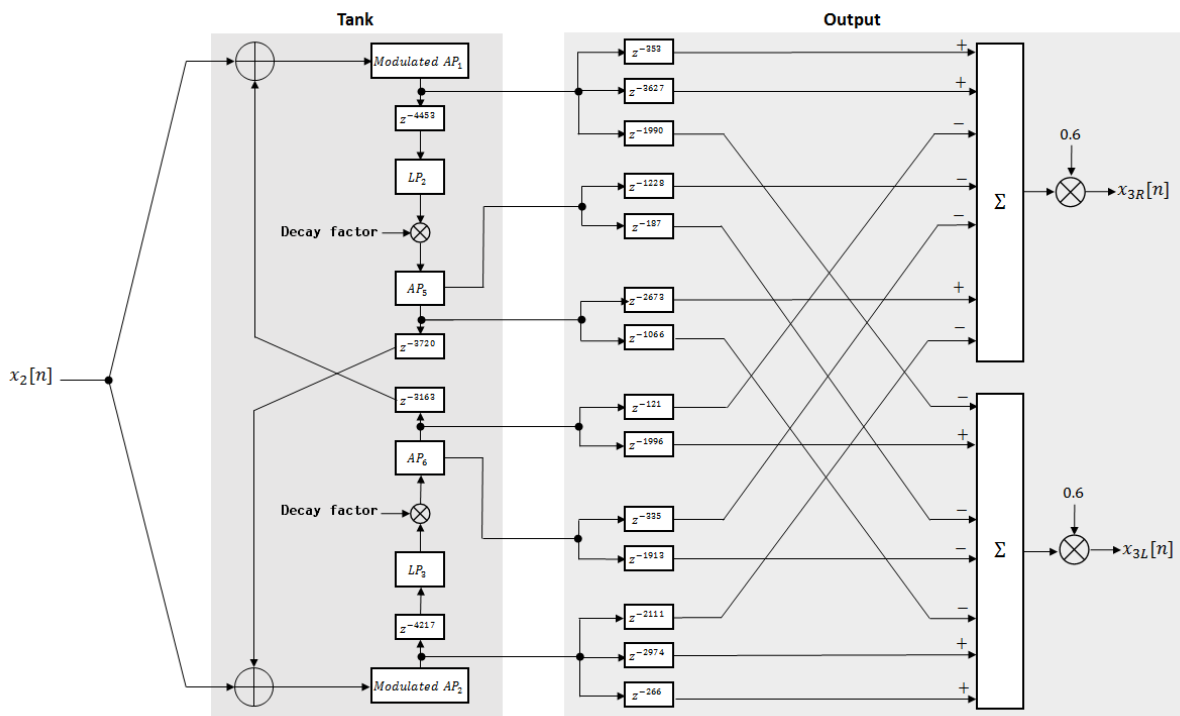 Tank
Output
Modulated AP₁
z⁻³⁵³
+
z⁻³⁶²⁷
+
z⁻⁴⁴⁵³
z⁻¹⁹⁹⁰
−
0.6
LP₂
z⁻¹²²⁸
−
Σ
x₃R[n]
Decay factor
z⁻¹⁸⁷
−
AP₅
z⁻²⁶⁷³
+
z⁻³⁷²⁰
z⁻¹⁰⁶⁶
−
x₂[n]
z⁻³¹⁶³
z⁻¹²¹
−
z⁻¹⁹⁹⁶
+
AP₆
0.6
Decay factor
z⁻³³⁵
−
z⁻¹⁹¹³
−
Σ
x₃L[n]
LP₃
z⁻⁴²¹⁷
z⁻²¹¹¹
−
z⁻²⁹⁷⁴
+
Modulated AP₂
z⁻²⁶⁶
+